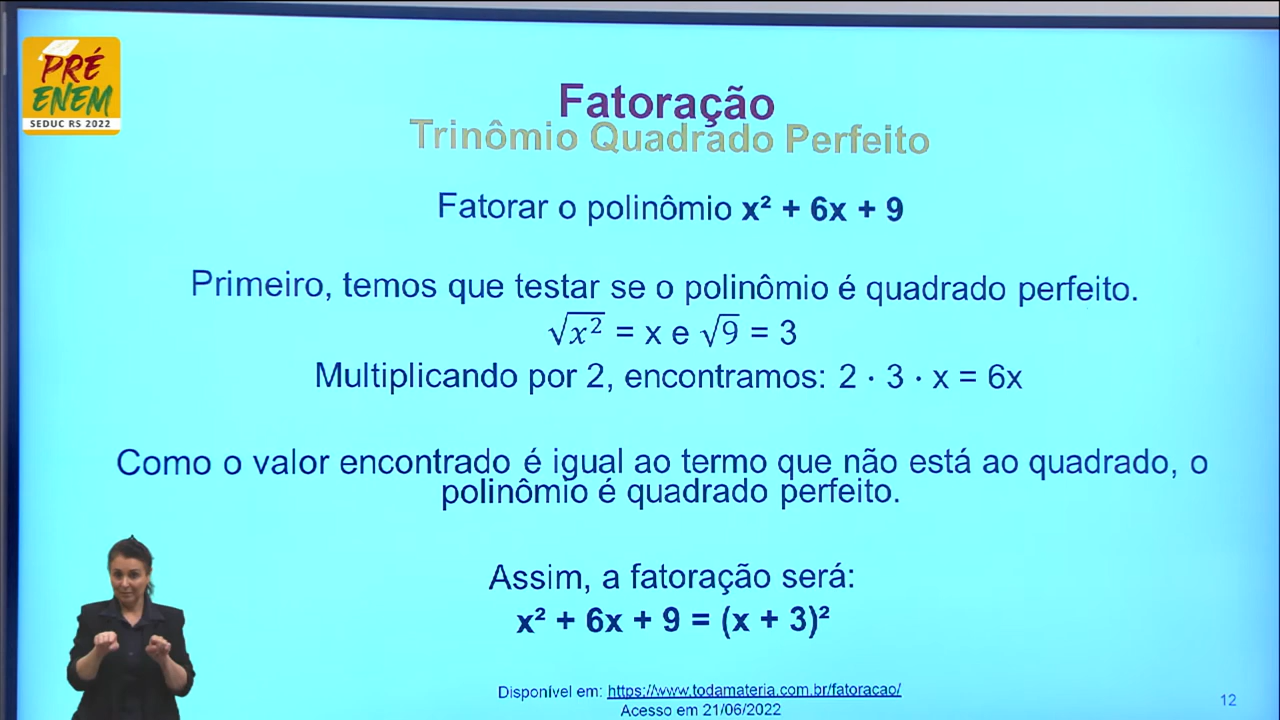 PRÉ
ENEM
SEDUC RS 2022
Fatoração
Trinômio Quadrado Perfeito
Fatorar o polinômio x² + 6x + 9
Primeiro, temos que testar se o polinômio é quadrado perfeito.
√x² = x e √9 = 3
Multiplicando por 2, encontramos: 2 · 3 · x = 6x
Como o valor encontrado é igual ao termo que não está ao quadrado, o
polinômio é quadrado perfeito.
Assim, a fatoração será:
x² + 6x + 9 = (x + 3)²
Disponível em: https://www.todamateria.com.br/fatoracao/
Acesso em 21/06/2022
12